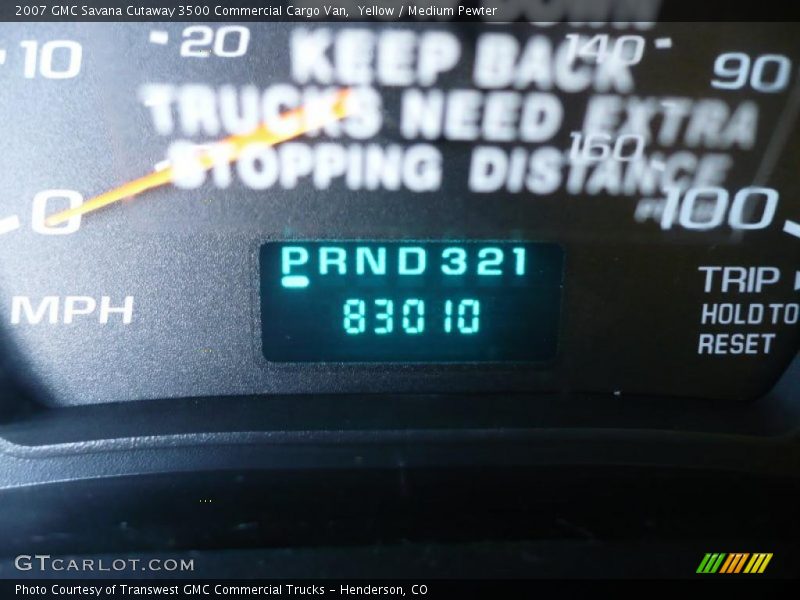 2007 GMC Savana Cutaway 3500 Commercial Cargo Van,  Yellow / Medium Pewter
10 20 140 90
KEEP BACK
TRUCKS NEED EXTRA
160
STOPPING DISTANCE
0 100
PRND321
83010
MPH
TRIP
HOLD TO
RESET
GTCARLOT.COM
Photo Courtesy of Transwest GMC Commercial Trucks - Henderson, CO